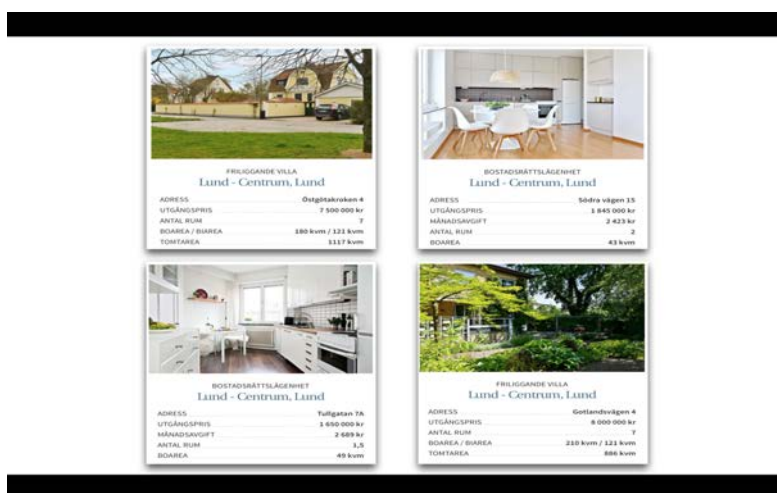 FRILIGGANDE VILLA
Lund - Centrum, Lund
ADRESS Östgötakroken 4
UTGÅNGSPRIS 7 500 000 kr
ANTAL RUM 7
BOAREA / BIAREA 180 kvm / 121 kvm
TOMTAREA 1117 kvm
BOSTADSRÄTTSLÄGENHET
Lund - Centrum, Lund
ADRESS Södra vägen 15
UTGÅNGSPRIS 1 845 000 kr
MÅNADSAVGIFT 2 423 kr
ANTAL RUM 2
BOAREA 43 kvm
BOSTADSRÄTTSLÄGENHET
Lund - Centrum, Lund
ADRESS Tullgatan 7A
UTGÅNGSPRIS 1 650 000 kr
MÅNADSAVGIFT 2 689 kr
ANTAL RUM 1,5
BOAREA 49 kvm
FRILIGGANDE VILLA
Lund - Centrum, Lund
ADRESS Gotlandsvägen 4
UTGÅNGSPRIS 8 000 000 kr
ANTAL RUM 7
BOAREA / BIAREA 210 kvm / 121 kvm
TOMTAREA 886 kvm